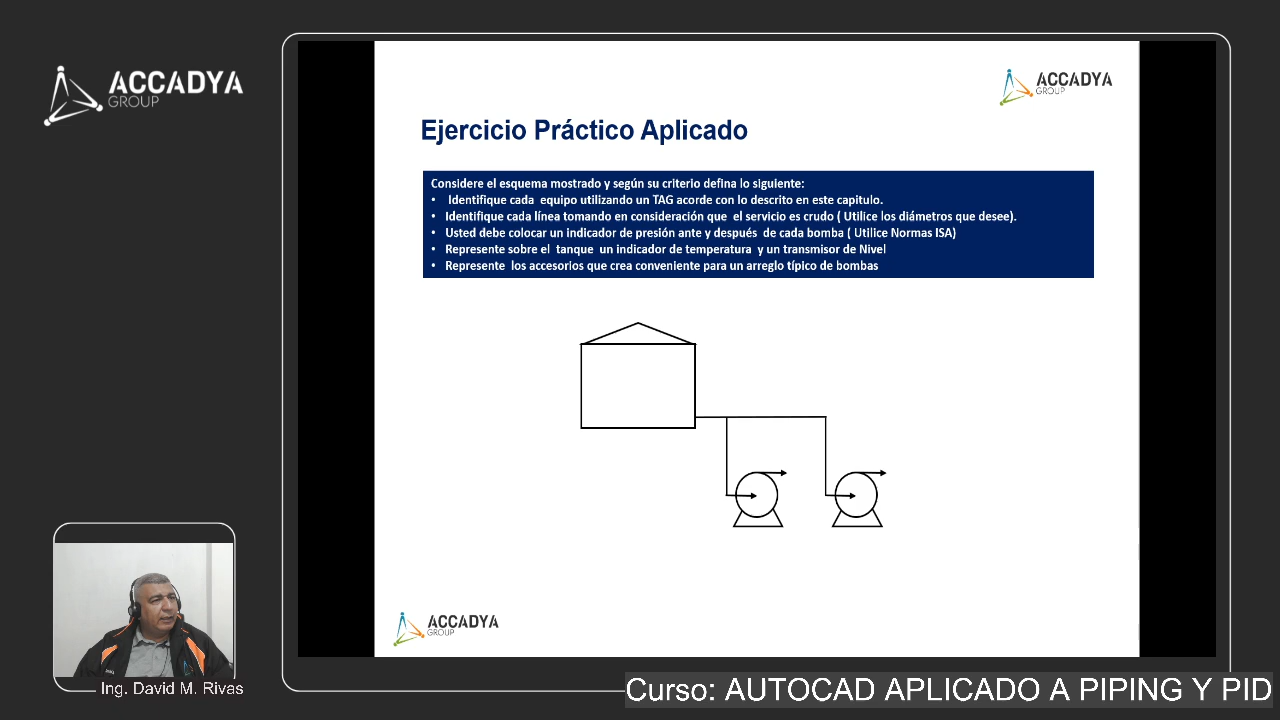 ACCADYA
GROUP
ACCADYA
GROUP
Ejercicio Práctico Aplicado
Considere el esquema mostrado y según su criterio defina lo siguiente:
• Identifique cada equipo utilizando un TAG acorde con lo descrito en este capitulo.
• Identifique cada línea tomando en consideración que el servicio es crudo ( Utilice los diámetros que desee).
• Usted debe colocar un indicador de presión ante y después de cada bomba ( Utilice Normas ISA)
• Represente sobre el tanque un indicador de temperatura y un transmisor de Nivel
• Represente los accesorios que crea conveniente para un arreglo típico de bombas
ACCADYA
GROUP
Ing. David M. Rivas
Curso: AUTOCAD APLICADO A PIPING Y PID